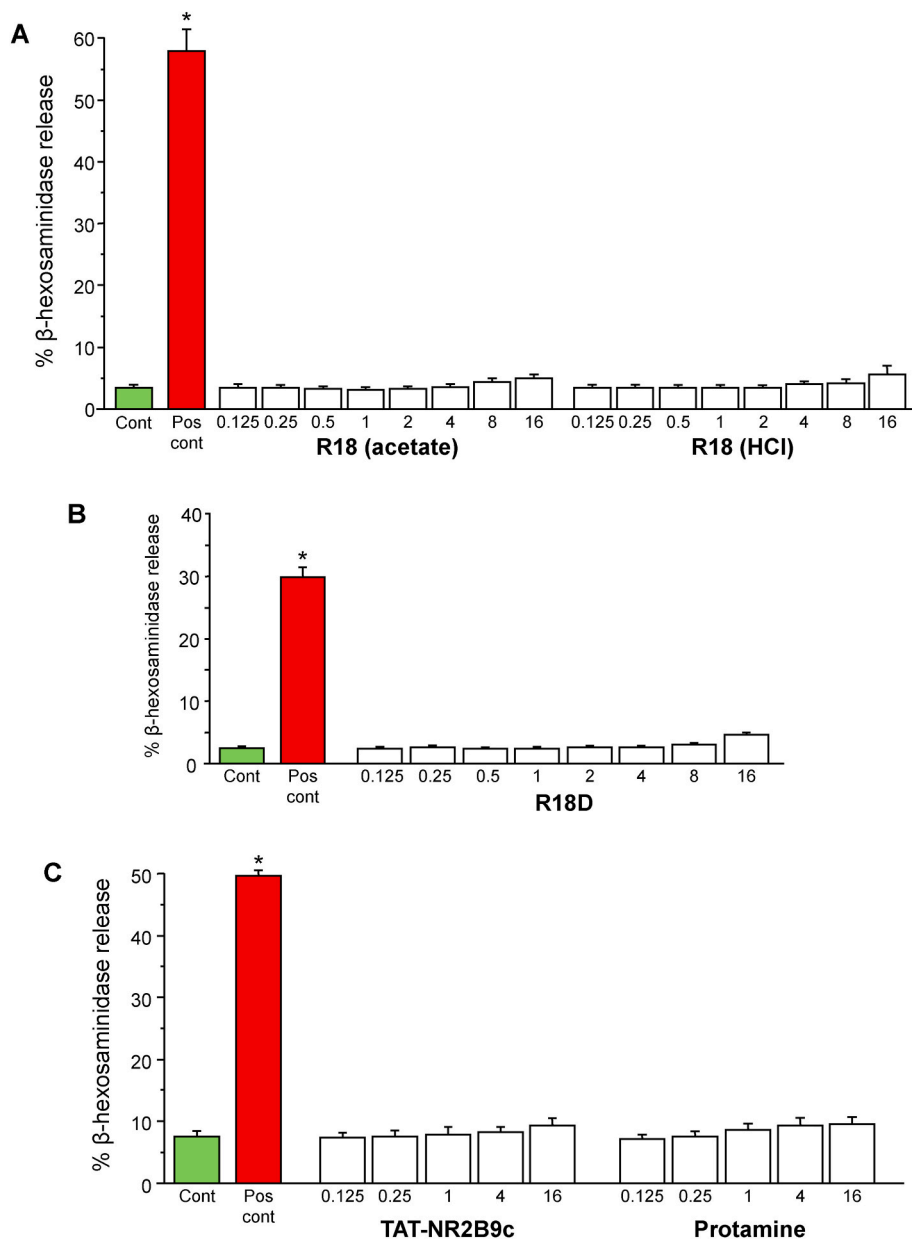 A
% β-hexosaminidase release
60
50
40
30
20
10
0
*
Cont
Pos
cont
0.125 0.25 0.5 1 2 4 8 16
R18 (acetate)
0.125 0.25 0.5 1 2 4 8 16
R18 (HCl)
B
% β-hexosaminidase release
40
30
20
10
0
*
Cont
Pos
cont
0.125 0.25 0.5 1 2 4 8 16
R18D
C
% β-hexosaminidase release
50
40
30
20
10
0
*
Cont
Pos
cont
0.125 0.25 1 4 16
TAT-NR2B9c
0.125 0.25 1 4 16
Protamine